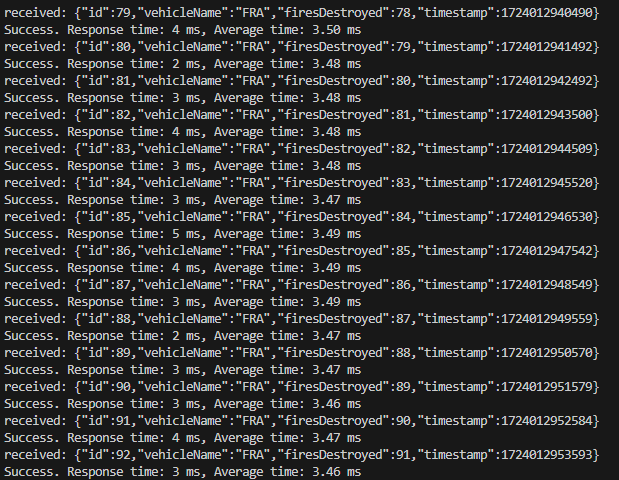 received: {"id":79,"vehicleName":"FRA","firesDestroyed":78,"timestamp":1724012940490}
Success. Response time: 4 ms, Average time: 3.50 ms
received: {"id":80,"vehicleName":"FRA","firesDestroyed":79,"timestamp":1724012941492}
Success. Response time: 2 ms, Average time: 3.48 ms
received: {"id":81,"vehicleName":"FRA","firesDestroyed":80,"timestamp":1724012942492}
Success. Response time: 3 ms, Average time: 3.48 ms
received: {"id":82,"vehicleName":"FRA","firesDestroyed":81,"timestamp":1724012943500}
Success. Response time: 4 ms, Average time: 3.48 ms
received: {"id":83,"vehicleName":"FRA","firesDestroyed":82,"timestamp":1724012944509}
Success. Response time: 3 ms, Average time: 3.48 ms
received: {"id":84,"vehicleName":"FRA","firesDestroyed":83,"timestamp":1724012945520}
Success. Response time: 3 ms, Average time: 3.47 ms
received: {"id":85,"vehicleName":"FRA","firesDestroyed":84,"timestamp":1724012946530}
Success. Response time: 5 ms, Average time: 3.49 ms
received: {"id":86,"vehicleName":"FRA","firesDestroyed":85,"timestamp":1724012947542}
Success. Response time: 4 ms, Average time: 3.49 ms
received: {"id":87,"vehicleName":"FRA","firesDestroyed":86,"timestamp":1724012948549}
Success. Response time: 3 ms, Average time: 3.49 ms
received: {"id":88,"vehicleName":"FRA","firesDestroyed":87,"timestamp":1724012949559}
Success. Response time: 2 ms, Average time: 3.47 ms
received: {"id":89,"vehicleName":"FRA","firesDestroyed":88,"timestamp":1724012950570}
Success. Response time: 3 ms, Average time: 3.47 ms
received: {"id":90,"vehicleName":"FRA","firesDestroyed":89,"timestamp":1724012951579}
Success. Response time: 3 ms, Average time: 3.46 ms
received: {"id":91,"vehicleName":"FRA","firesDestroyed":90,"timestamp":1724012952584}
Success. Response time: 4 ms, Average time: 3.47 ms
received: {"id":92,"vehicleName":"FRA","firesDestroyed":91,"timestamp":1724012953593}
Success. Response time: 3 ms, Average time: 3.46 ms